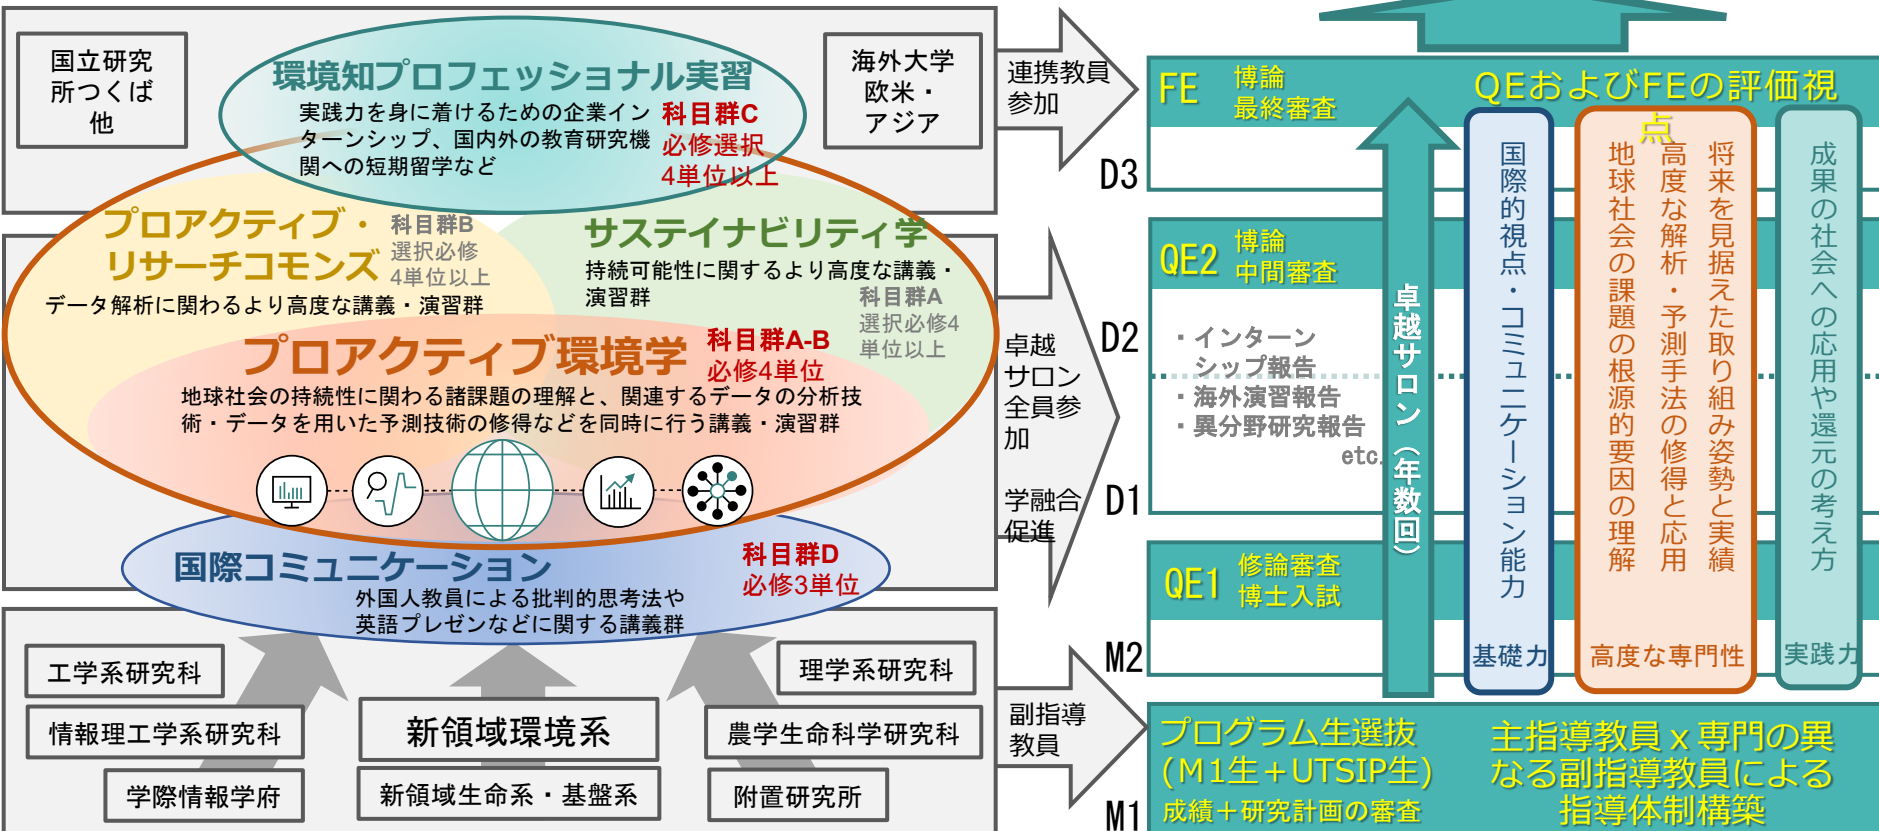 国立研究
所つくば
他
環境知プロフェッショナル実習
実践力を身に着けるための企業イン
ターンシップ、国内外の教育研究機
関への短期留学など
科目群C
必修選択
4単位以上
海外大学
欧米・
アジア
プロアクティブ・
リサーチコモンズ
科目群B
選択必修
4単位以上
データ解析に関わるより高度な講義・演習群
サステイナビリティ学
持続可能性に関するより高度な講義・
演習群
科目群A
選択必修4
単位以上
プロアクティブ環境学
科目群A-B
必修4単位
地球社会の持続性に関わる諸課題の理解と、関連するデータの分析技
術・データを用いた予測技術の修得などを同時に行う講義・演習群
国際コミュニケーション
科目群D
必修3単位
外国人教員による批判的思考法や
英語プレゼンなどに関する講義群
工学系研究科
情報理工学系研究科
学際情報学府
新領域環境系
新領域生命系・基盤系
理学系研究科
農学生命科学研究科
附置研究所
連携教員
参加
卓越
サロン
全員参
加
学融合
促進
副指導
教員
D3
D2
D1
M2
M1
FE
博論
最終審査
QEおよびFEの評価視
点
QE2
博論
中間審査
・インターン
シップ報告
・海外演習報告
・異分野研究報告
etc.
QE1
修論審査
博士入試
卓越サロン（年数回）
国際的視点・コミュニケーション能力
基礎力
将来を見据えた取り組み姿勢と実績
高度な解析・予測手法の修得と応用
地球社会の課題の根源的要因の理解
高度な専門性
成果の社会への応用や還元の考え方
実践力
プログラム生選抜
(M1生＋UTSIP生)
成績＋研究計画の審査
主指導教員 x 専門の異
なる副指導教員による
指導体制構築